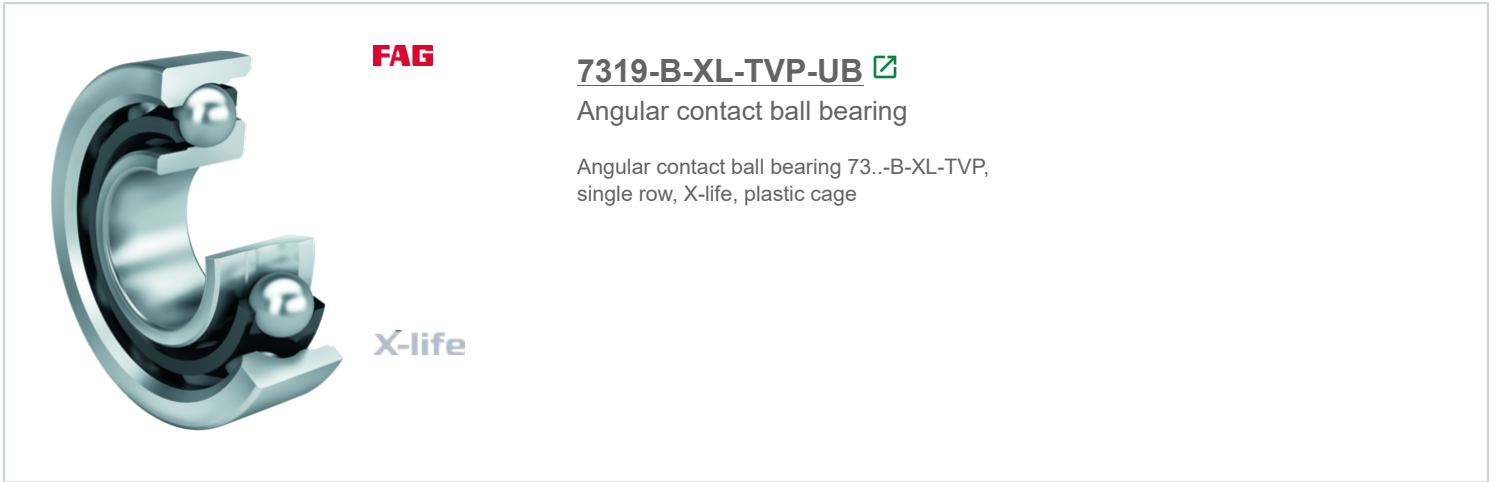 FAG
7319-B-XL-TVP-UB
Angular contact ball bearing
Angular contact ball bearing 73..-B-XL-TVP,
single row, X-life, plastic cage
X-life